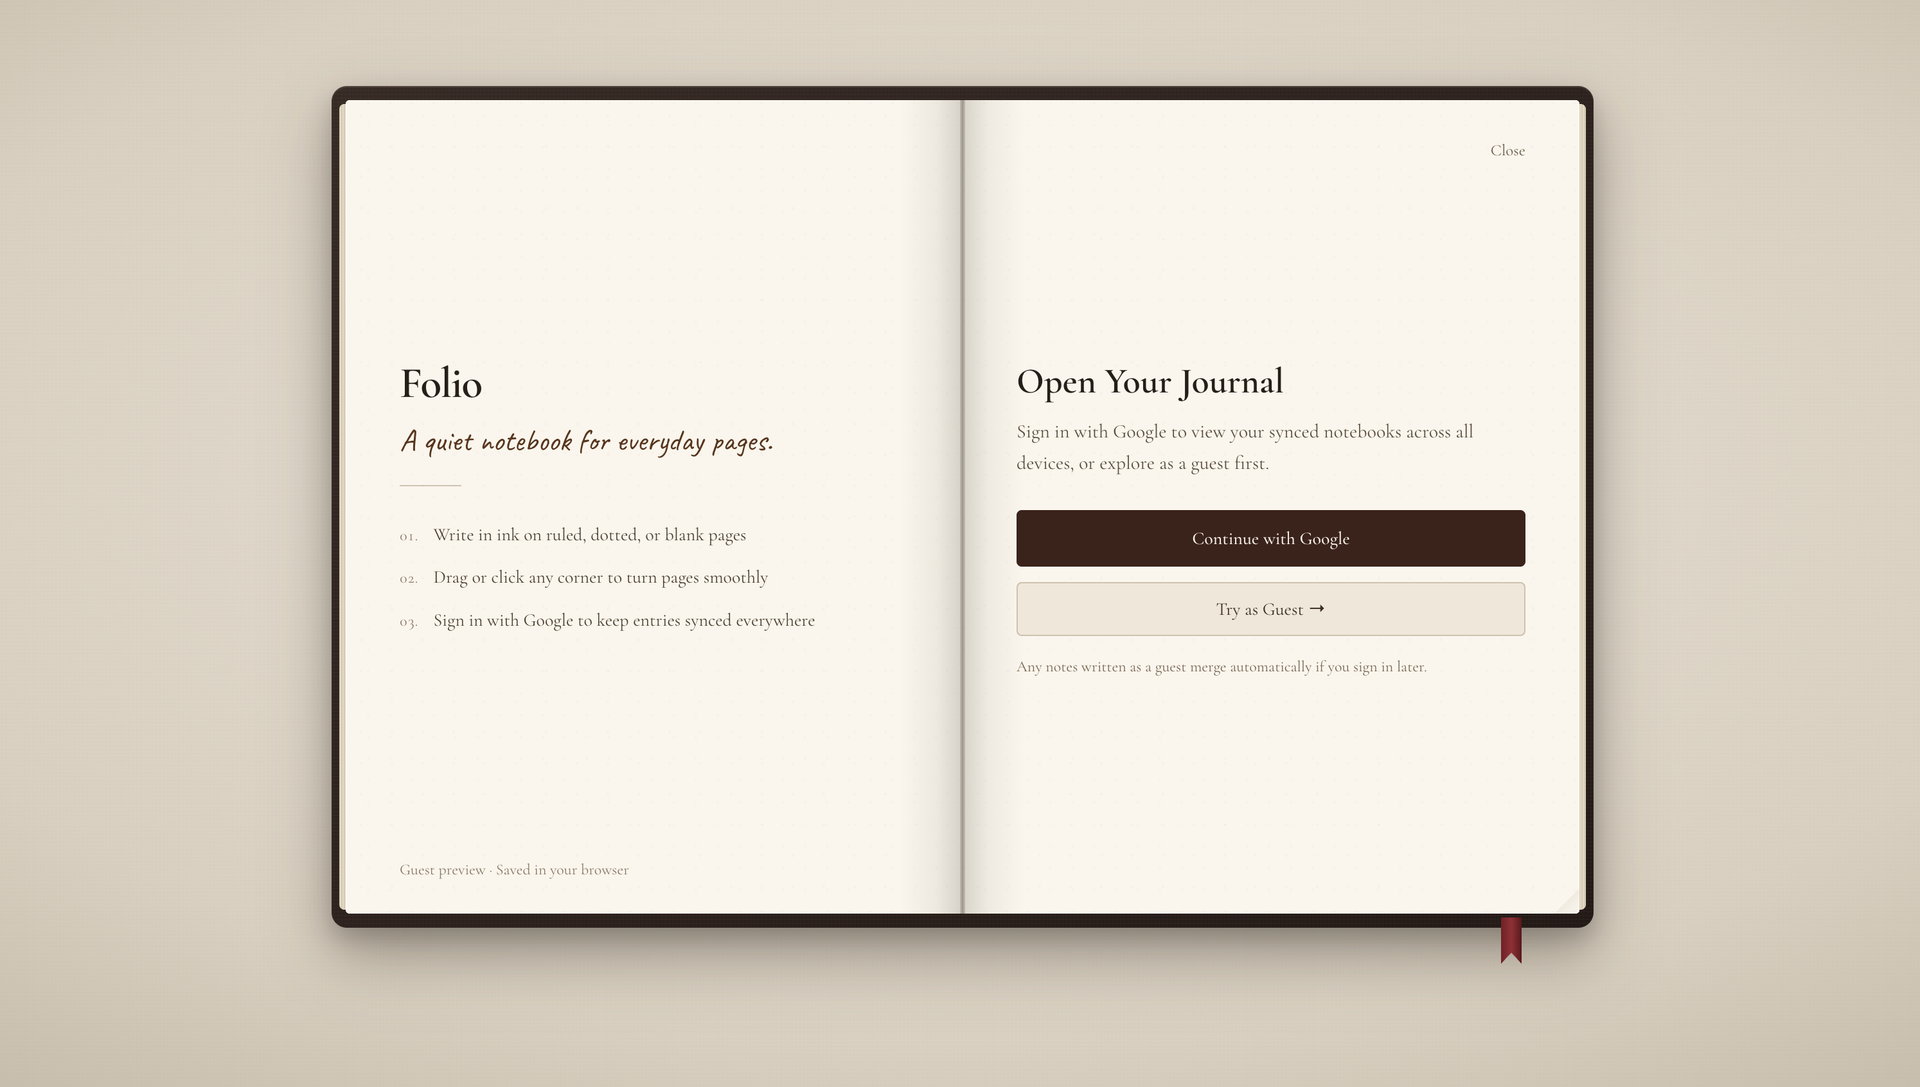 Folio
A quiet notebook for everyday pages.
01. Write in ink on ruled, dotted, or blank pages
02. Drag or click any corner to turn pages smoothly
03. Sign in with Google to keep entries synced everywhere
Guest preview · Saved in your browser
Close
Open Your Journal
Sign in with Google to view your synced notebooks across all
devices, or explore as a guest first.
Continue with Google
Try as Guest →
Any notes written as a guest merge automatically if you sign in later.